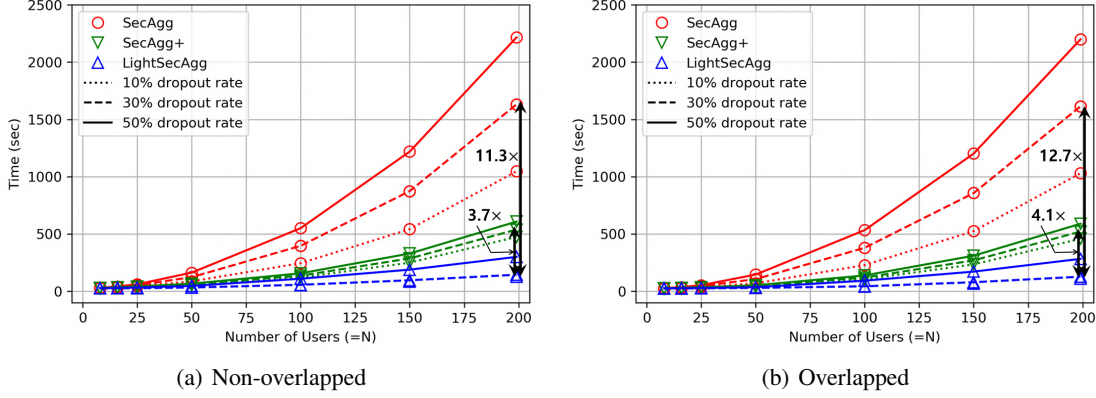 2500
2000
1500
1000
500
0
Time (sec)
SecAgg
SecAgg+
LightSecAgg
10% dropout rate
30% dropout rate
50% dropout rate
11.3×
3.7×
0 25 50 75 100 125 150 175 200
Number of Users (=N)
(a) Non-overlapped
2500
2000
1500
1000
500
0
Time (sec)
SecAgg
SecAgg+
LightSecAgg
10% dropout rate
30% dropout rate
50% dropout rate
12.7×
4.1×
0 25 50 75 100 125 150 175 200
Number of Users (=N)
(b) Overlapped